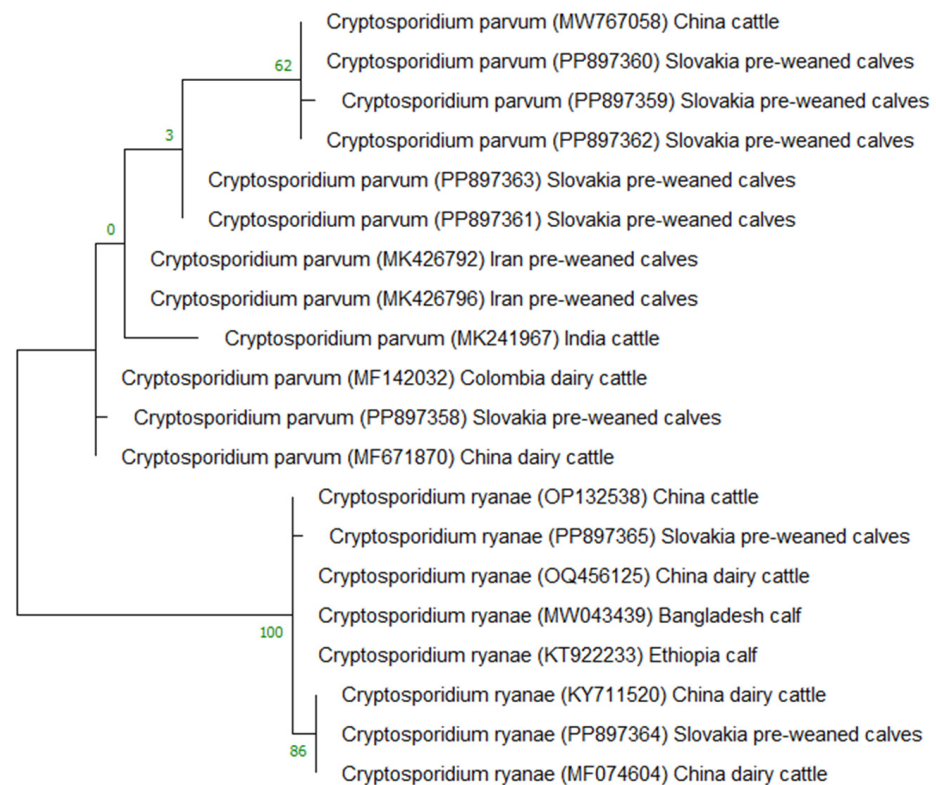 Cryptosporidium parvum (MW767058) China cattle
62
Cryptosporidium parvum (PP897360) Slovakia pre-weaned calves
Cryptosporidium parvum (PP897359) Slovakia pre-weaned calves
3
Cryptosporidium parvum (PP897362) Slovakia pre-weaned calves
Cryptosporidium parvum (PP897363) Slovakia pre-weaned calves
Cryptosporidium parvum (PP897361) Slovakia pre-weaned calves
0
Cryptosporidium parvum (MK426792) Iran pre-weaned calves
Cryptosporidium parvum (MK426796) Iran pre-weaned calves
Cryptosporidium parvum (MK241967) India cattle
Cryptosporidium parvum (MF142032) Colombia dairy cattle
Cryptosporidium parvum (PP897358) Slovakia pre-weaned calves
Cryptosporidium parvum (MF671870) China dairy cattle
Cryptosporidium ryanae (OP132538) China cattle
Cryptosporidium ryanae (PP897365) Slovakia pre-weaned calves
Cryptosporidium ryanae (OQ456125) China dairy cattle
Cryptosporidium ryanae (MW043439) Bangladesh calf
100
Cryptosporidium ryanae (KT922233) Ethiopia calf
Cryptosporidium ryanae (KY711520) China dairy cattle
Cryptosporidium ryanae (PP897364) Slovakia pre-weaned calves
86
Cryptosporidium ryanae (MF074604) China dairy cattle